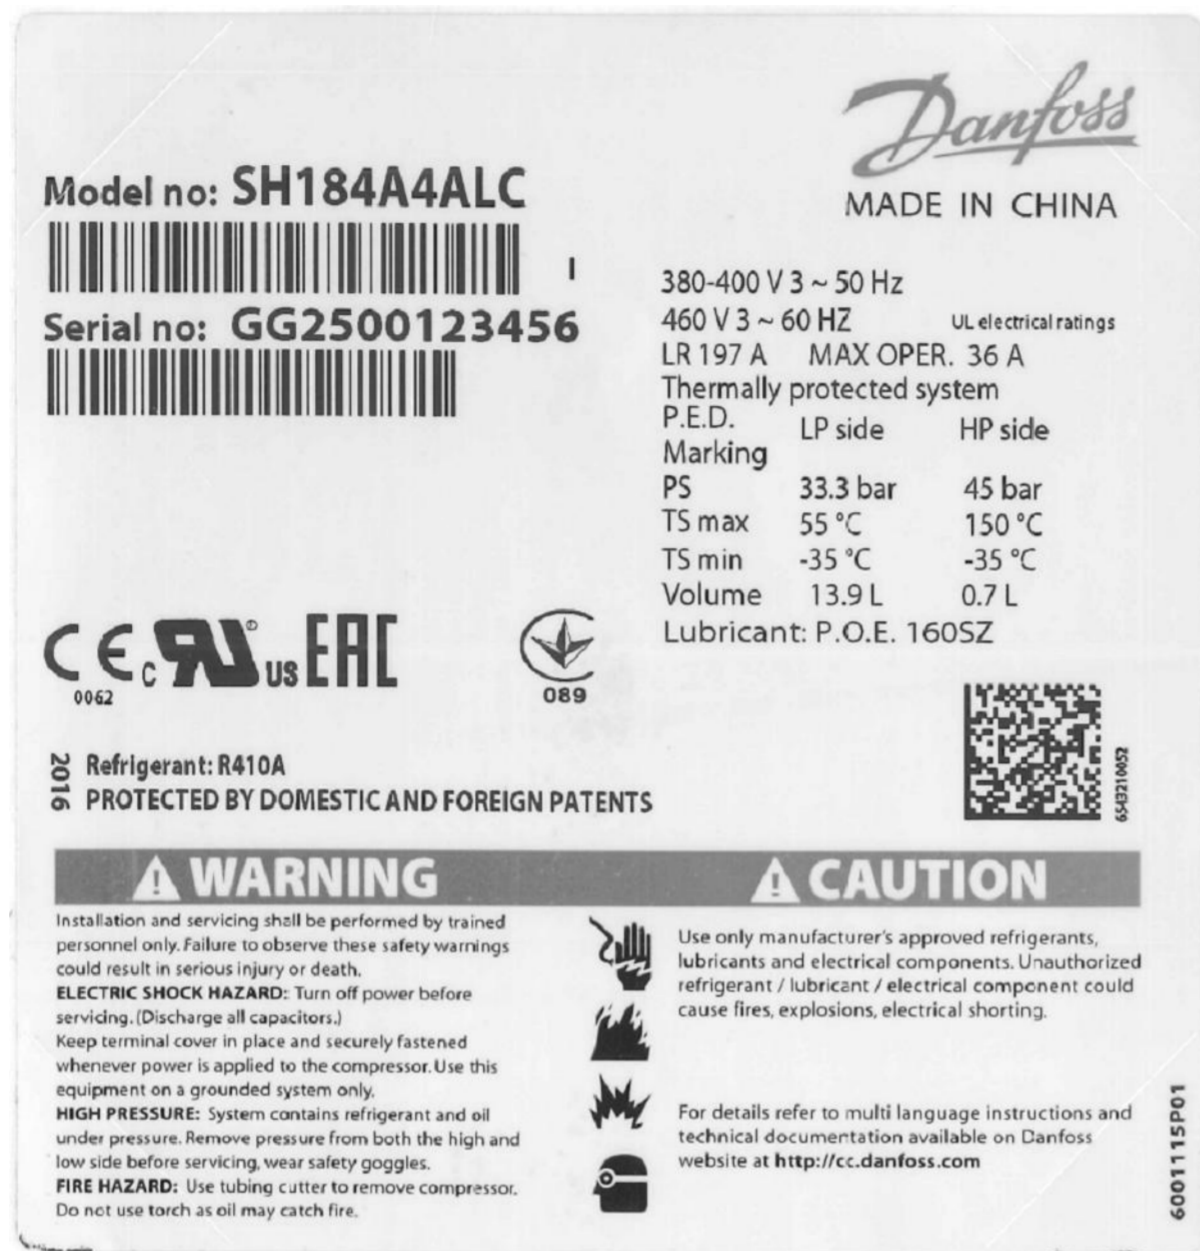 Danfoss
MADE IN CHINA
Model no: SH184A4ALC
I
Serial no: GG2500123456
380-400 V 3 ~ 50 Hz
460 V 3 ~ 60 HZ UL electrical ratings
LR 197 A MAX OPER. 36 A
Thermally protected system
P.E.D. LP side HP side
Marking
PS 33.3 bar 45 bar
TS max 55 °C 150 °C
TS min -35 °C -35 °C
Volume 13.9 L 0.7 L
Lubricant: P.O.E. 160SZ
CE c RU ® US EAC
0062
089
2016
Refrigerant: R410A
PROTECTED BY DOMESTIC AND FOREIGN PATENTS
6543210052
WARNING
Installation and servicing shall be performed by trained
personnel only. Failure to observe these safety warnings
could result in serious injury or death.
ELECTRIC SHOCK HAZARD: Turn off power before
servicing. (Discharge all capacitors.)
Keep terminal cover in place and securely fastened
whenever power is applied to the compressor. Use this
equipment on a grounded system only.
HIGH PRESSURE: System contains refrigerant and oil
under pressure. Remove pressure from both the high and
low side before servicing, wear safety goggles.
FIRE HAZARD: Use tubing cutter to remove compressor.
Do not use torch as oil may catch fire.
CAUTION
Use only manufacturer's approved refrigerants,
lubricants and electrical components. Unauthorized
refrigerant / lubricant / electrical component could
cause fires, explosions, electrical shorting.
For details refer to multi language instructions and
technical documentation available on Danfoss
website at http://cc.danfoss.com
6001115P01